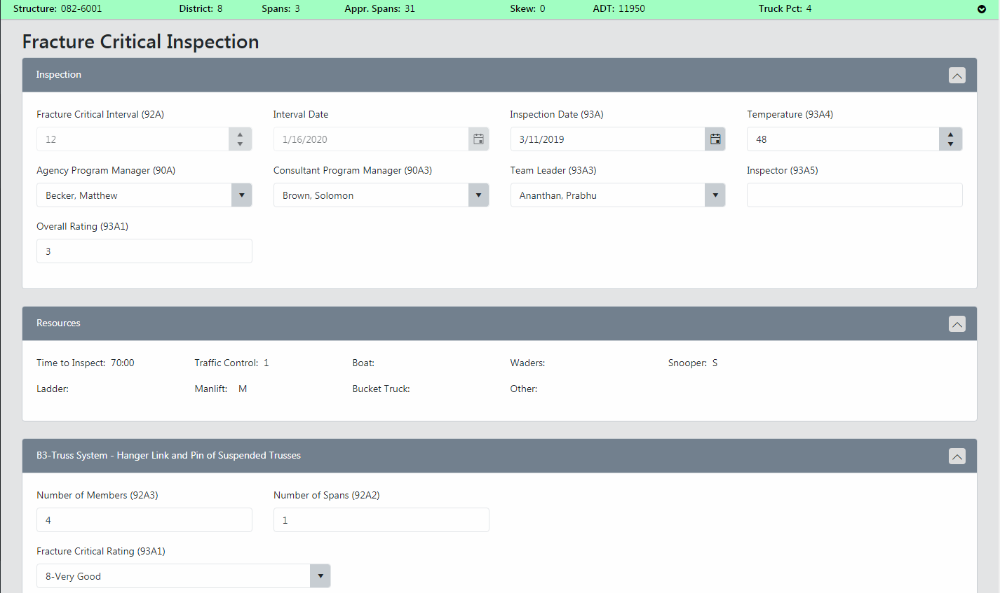 Structure: 082-6001 District: 8 Spans: 3 Appr. Spans: 31 Skew: 0 ADT: 11950 Truck Pct: 4
Fracture Critical Inspection
Inspection
Fracture Critical Interval (92A) Interval Date Inspection Date (93A) Temperature (93A4)
12 1/16/2020 3/11/2019 48
Agency Program Manager (90A) Consultant Program Manager (90A3) Team Leader (93A3) Inspector (93A5)
Becker, Matthew Brown, Solomon Ananthan, Prabhu
Overall Rating (93A1)
3
Resources
Time to Inspect: 70:00 Traffic Control: 1 Boat: Waders: Snooper: S
Ladder: Manlift: M Bucket Truck: Other:
B3-Truss System - Hanger Link and Pin of Suspended Trusses
Number of Members (92A3) Number of Spans (92A2)
4 1
Fracture Critical Rating (93A1)
8-Very Good